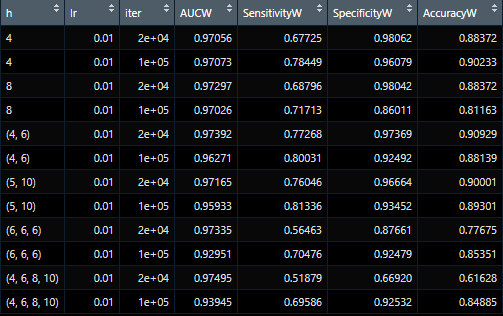 h lr iter AUCW SensitivityW SpecificityW AccuracyW
4 0.01 2e+04 0.97056 0.67725 0.98062 0.88372
4 0.01 1e+05 0.97073 0.78449 0.96079 0.90233
8 0.01 2e+04 0.97297 0.68796 0.98042 0.88372
8 0.01 1e+05 0.97026 0.71713 0.86011 0.81163
(4, 6) 0.01 2e+04 0.97392 0.77268 0.97369 0.90929
(4, 6) 0.01 1e+05 0.96271 0.80031 0.92492 0.88139
(5, 10) 0.01 2e+04 0.97165 0.76046 0.96664 0.90001
(5, 10) 0.01 1e+05 0.95933 0.81336 0.93452 0.89301
(6, 6, 6) 0.01 2e+04 0.97335 0.56463 0.87661 0.77675
(6, 6, 6) 0.01 1e+05 0.92951 0.70476 0.92479 0.85351
(4, 6, 8, 10) 0.01 2e+04 0.97495 0.51879 0.66920 0.61628
(4, 6, 8, 10) 0.01 1e+05 0.93945 0.69586 0.92532 0.84885